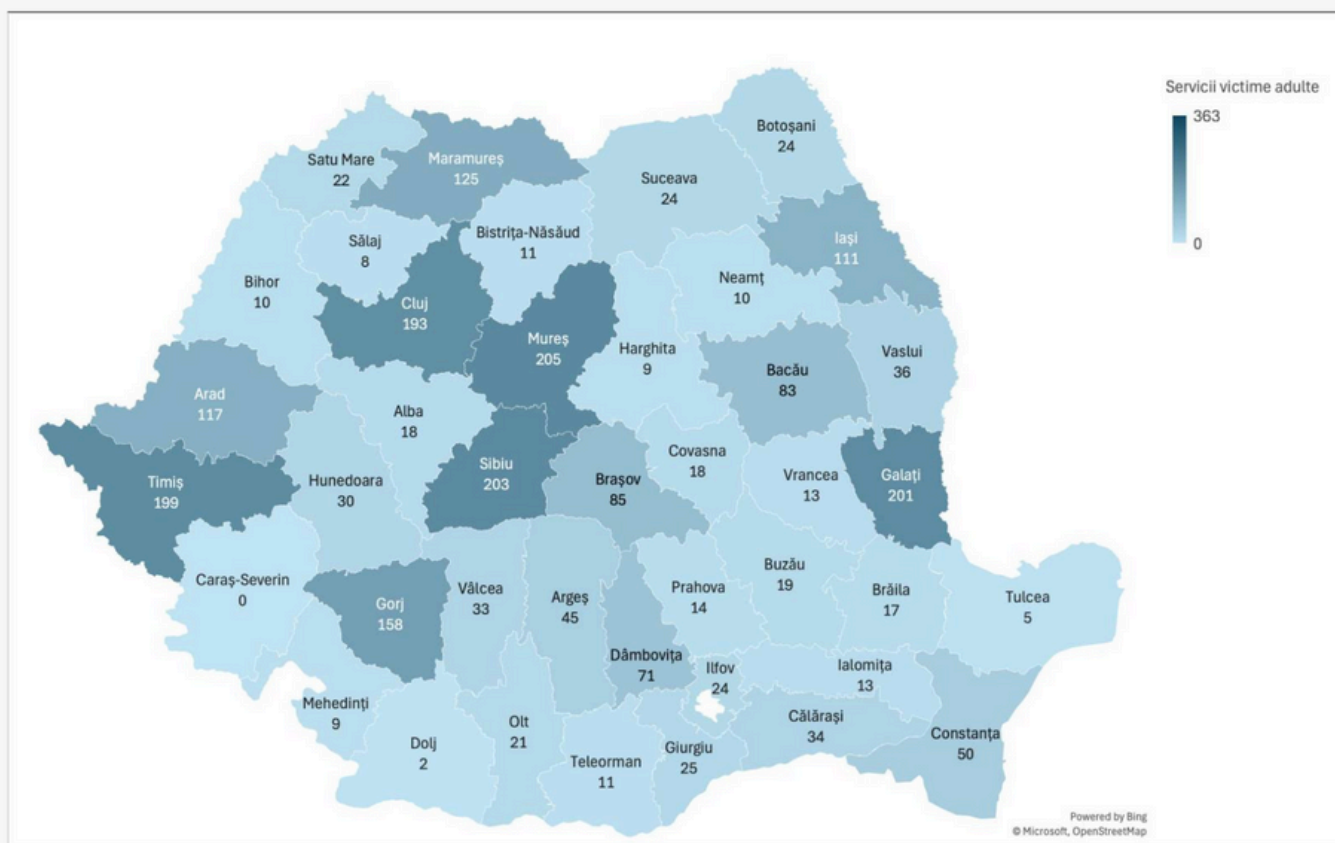 Servicii victime adulte
363
0
Botoșani
24
Satu Mare
22
Maramureș
125
Suceava
24
Iași
111
Sălaj
8
Bistrița-Năsăud
11
Bihor
10
Neamț
10
Cluj
193
Mureș
205
Harghita
9
Bacău
83
Vaslui
36
Arad
117
Alba
18
Covasna
18
Timiș
199
Hunedoara
30
Sibiu
203
Brașov
85
Vrancea
13
Galați
201
Caraș-Severin
0
Gorj
158
Vâlcea
33
Argeș
45
Prahova
14
Buzău
19
Brăila
17
Tulcea
5
Dâmbovița
71
Ilfov
24
Ialomița
13
Mehedinți
9
Dolj
2
Olt
21
Teleorman
11
Giurgiu
25
Călărași
34
Constanța
50
Powered by Bing
© Microsoft, OpenStreetMap